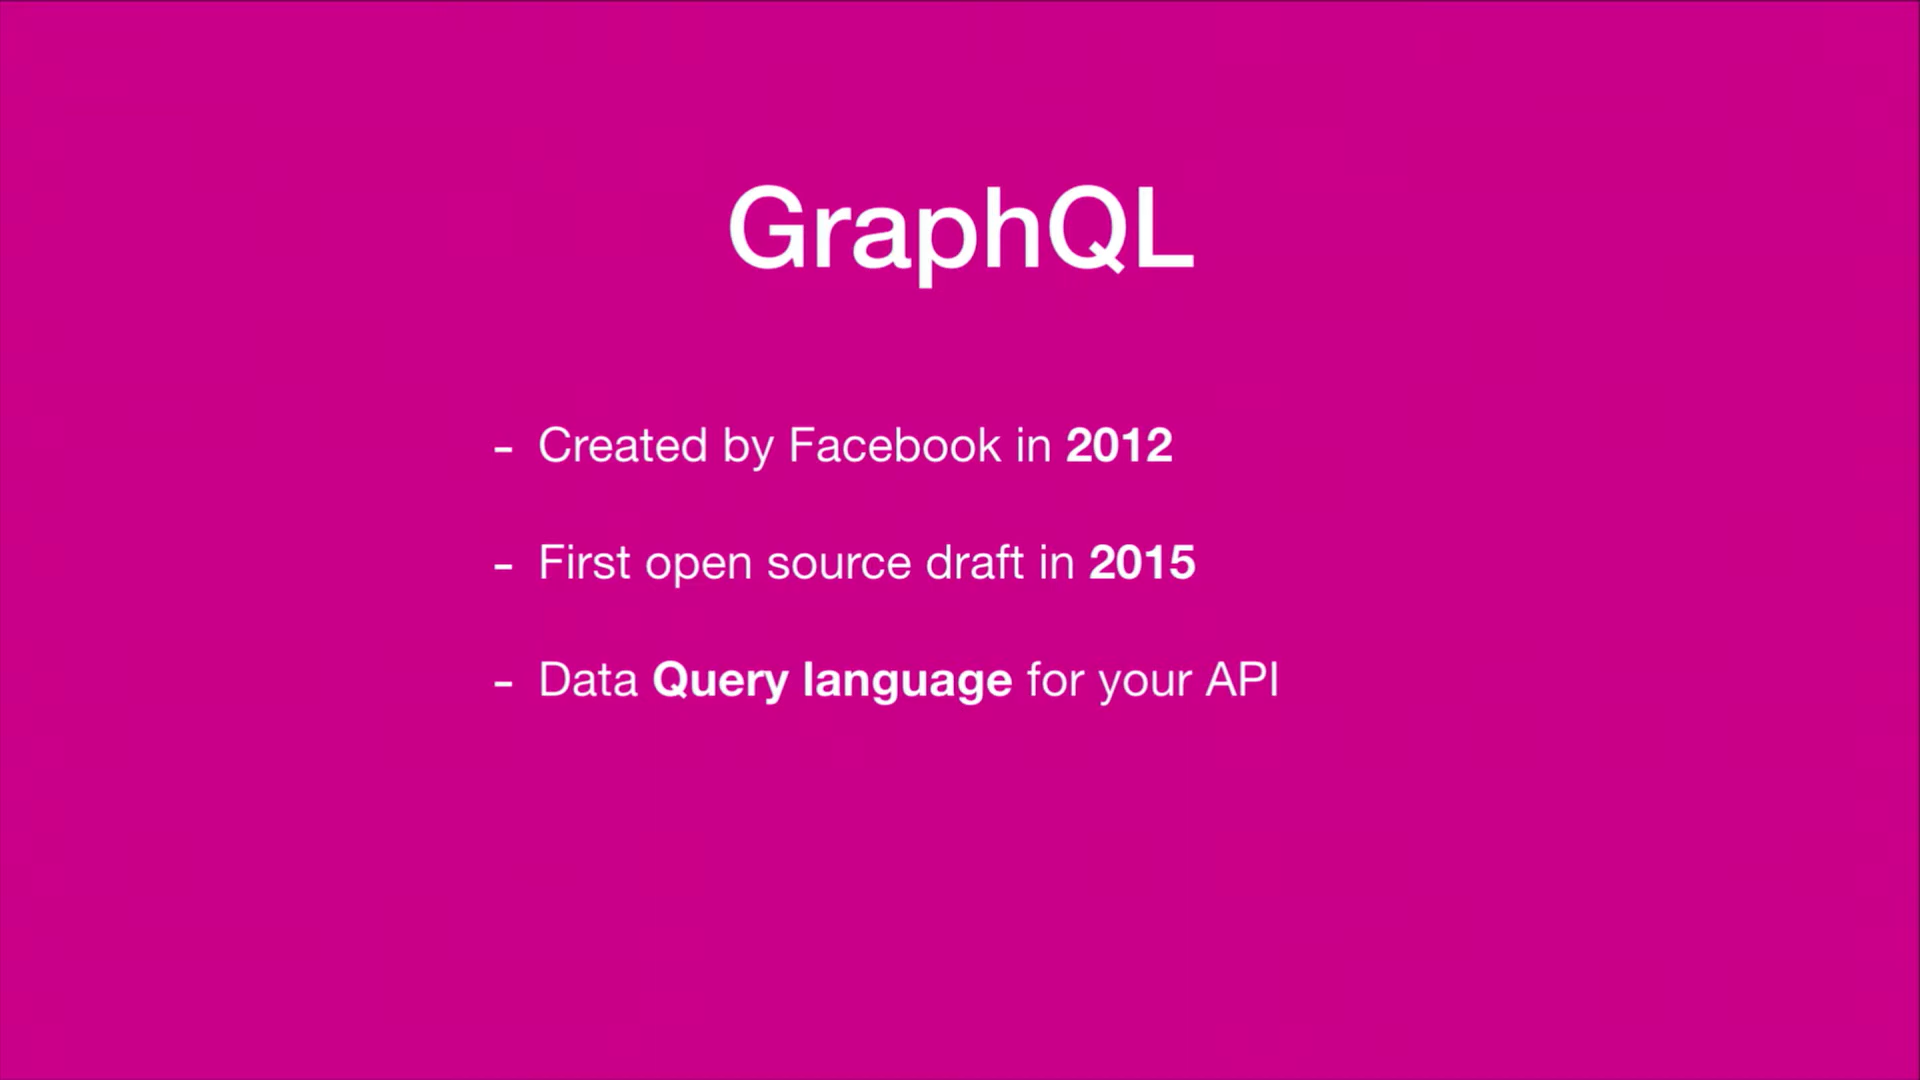 GraphQL
- Created by Facebook in 2012
- First open source draft in 2015
- Data Query language for your API